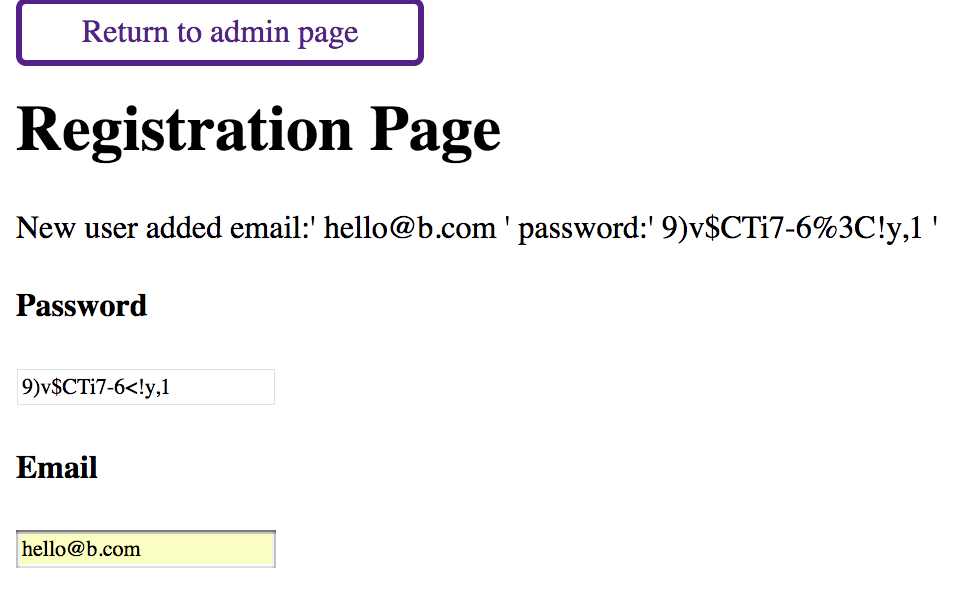 Return to admin page
Registration Page
New user added email:' hello@b.com ' password:' 9)v$CTi7-6%3C!y,1 '
Password
9)v$CTi7-6<!y,1
Email
hello@b.com